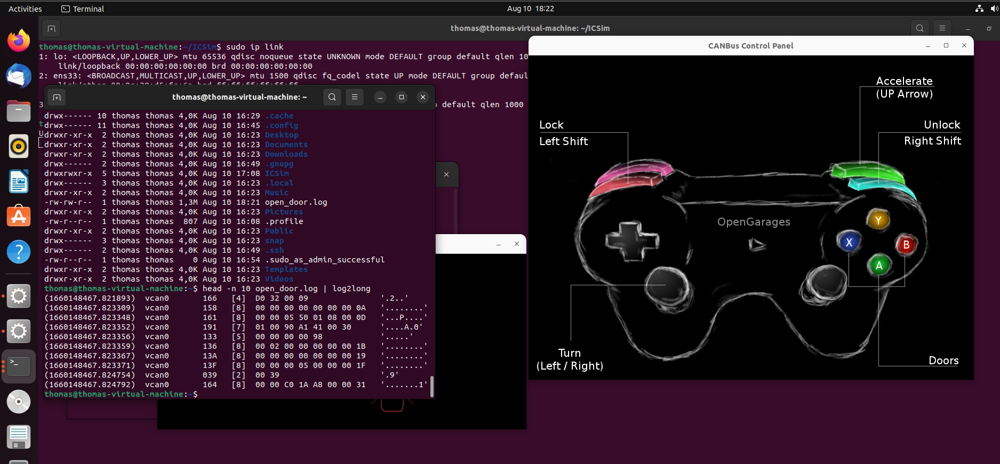 Activities
Terminal
Aug 10 18:22
thomas@thomas-virtual-machine: ~/ICSim
thomas@thomas-virtual-machine:~/ICSim$ sudo ip link
1: lo: <LOOPBACK,UP,LOWER_UP> mtu 65536 qdisc noqueue state UNKNOWN mode DEFAULT group default qlen 10
link/loopback 00:00:00:00:00:00 brd 00:00:00:00:00:00
2: ens33: <BROADCAST,MULTICAST,UP,LOWER_UP> mtu 1500 qdisc fq_codel state UP mode DEFAULT group defaul
3
default qlen 1000
thomas@thomas-virtual-machine: ~
drwx------ 10 thomas thomas 4,0K Aug 10 16:29 .cache
drwx------ 11 thomas thomas 4,0K Aug 10 16:45 .config
drwxr-xr-x 2 thomas thomas 4,0K Aug 10 16:23 Desktop
drwxr-xr-x 2 thomas thomas 4,0K Aug 10 16:23 Documents
drwxr-xr-x 2 thomas thomas 4,0K Aug 10 16:23 Downloads
drwx------ 2 thomas thomas 4,0K Aug 10 16:49 .gnupg
drwxrwxr-x 5 thomas thomas 4,0K Aug 10 17:08 ICSim
drwx------ 3 thomas thomas 4,0K Aug 10 16:23 .local
drwxr-xr-x 2 thomas thomas 4,0K Aug 10 16:23 Music
-rw-rw-r-- 1 thomas thomas 1,3M Aug 10 18:21 open_door.log
drwxr-xr-x 2 thomas thomas 4,0K Aug 10 16:23 Pictures
-rw-r--r-- 1 thomas thomas 807 Aug 10 16:08 .profile
drwxr-xr-x 2 thomas thomas 4,0K Aug 10 16:23 Public
drwx------ 3 thomas thomas 4,0K Aug 10 16:23 snap
drwx------ 2 thomas thomas 4,0K Aug 10 16:49 .ssh
-rw-r--r-- 1 thomas thomas 0 Aug 10 16:54 .sudo_as_admin_successful
drwxr-xr-x 2 thomas thomas 4,0K Aug 10 16:23 Templates
drwxr-xr-x 2 thomas thomas 4,0K Aug 10 16:23 Videos
thomas@thomas-virtual-machine:~$ head -n 10 open_door.log | log2long
(1660148467.821893) vcan0 166 [4] D0 32 00 09 '.2..'
(1660148467.823309) vcan0 158 [8] 00 00 00 00 00 00 00 0A '........'
(1660148467.823348) vcan0 161 [8] 00 00 05 50 01 08 00 0D '...P....'
(1660148467.823352) vcan0 191 [7] 01 00 90 A1 41 00 30 '....A.0'
(1660148467.823356) vcan0 133 [5] 00 00 00 00 98 '.....'
(1660148467.823359) vcan0 136 [8] 00 02 00 00 00 00 00 1B '........'
(1660148467.823367) vcan0 13A [8] 00 00 00 00 00 00 00 19 '........'
(1660148467.823371) vcan0 13F [8] 00 00 00 05 00 00 00 1F '........'
(1660148467.824754) vcan0 039 [2] 00 39 '.9'
(1660148467.824792) vcan0 164 [8] 00 00 C0 1A A8 00 00 31 '.......1'
thomas@thomas-virtual-machine:~$
CANBus Control Panel
Accelerate
(UP Arrow)
Lock
Left Shift
Unlock
Right Shift
OpenGarages
Y
X
B
A
Turn
(Left / Right)
Doors